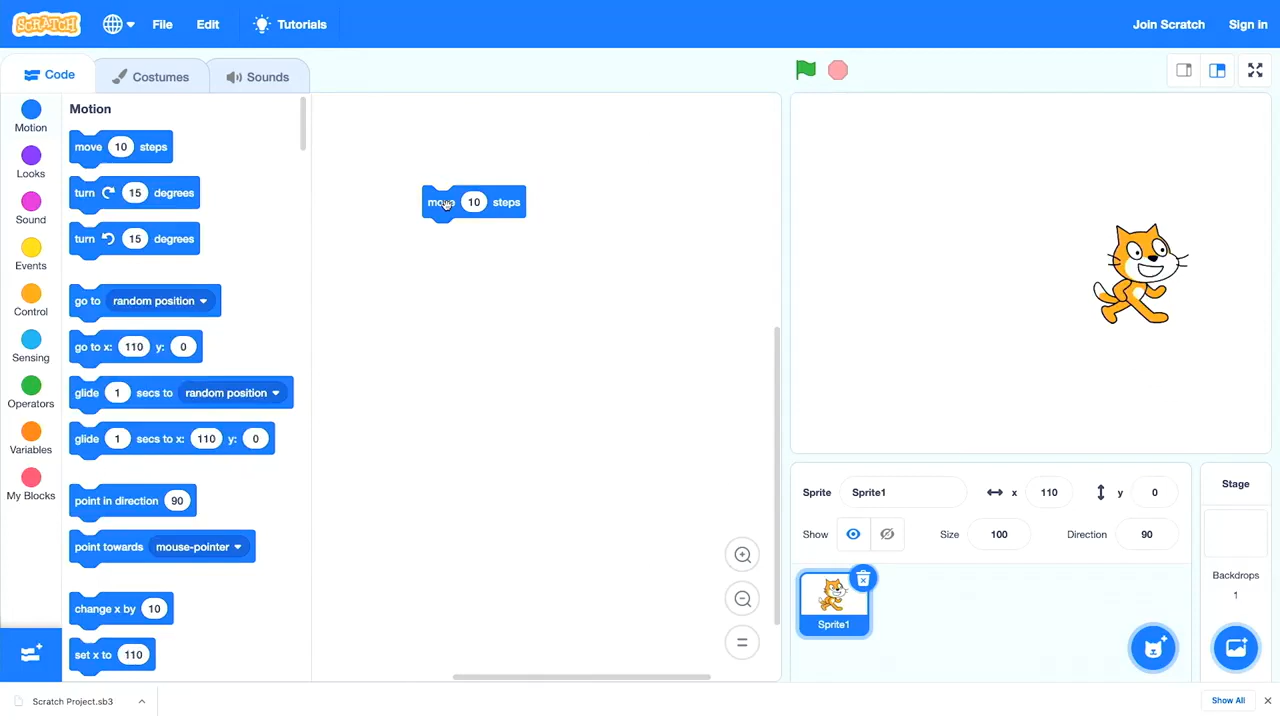 SCRATCH File Edit Tutorials Join Scratch Sign in
Code Costumes Sounds
Motion
Looks
Sound
Events
Control
Sensing
Operators
Variables
My Blocks
Motion
move 10 steps
turn 15 degrees
turn 15 degrees
go to random position
go to x: 110 y: 0
glide 1 secs to random position
glide 1 secs to x: 110 y: 0
point in direction 90
point towards mouse-pointer
change x by 10
set x to 110
move 10 steps
Sprite Sprite1 x 110 y 0
Show Size 100 Direction 90
Sprite1
Stage
Backdrops
1
Scratch Project.sb3
Show All